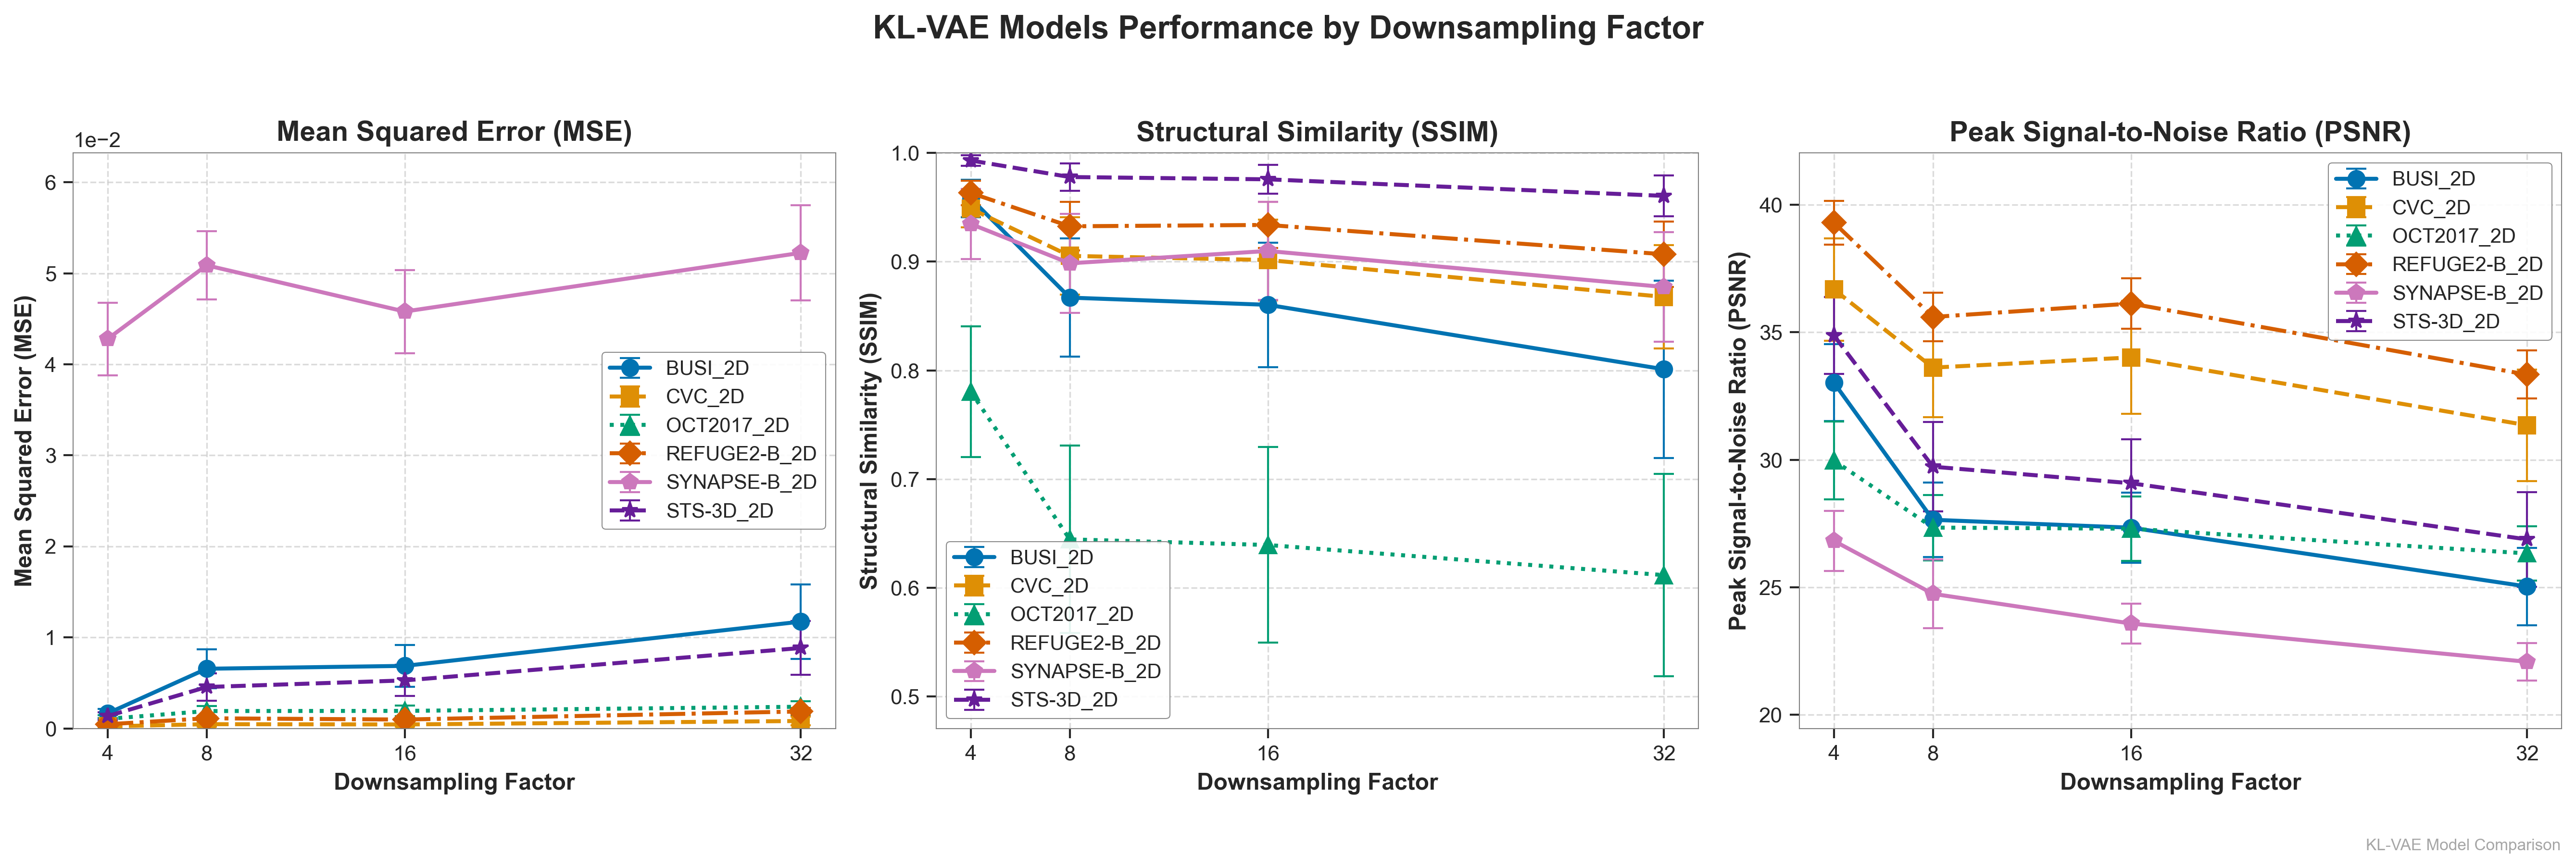 KL-VAE Models Performance by Downsampling Factor
Mean Squared Error (MSE)
1e−2
Mean Squared Error (MSE)
6
5
4
3
2
1
0
4
8
16
32
Downsampling Factor
BUSI_2D
CVC_2D
OCT2017_2D
REFUGE2-B_2D
SYNAPSE-B_2D
STS-3D_2D
Structural Similarity (SSIM)
Structural Similarity (SSIM)
1.0
0.9
0.8
0.7
0.6
0.5
4
8
16
32
Downsampling Factor
BUSI_2D
CVC_2D
OCT2017_2D
REFUGE2-B_2D
SYNAPSE-B_2D
STS-3D_2D
Peak Signal-to-Noise Ratio (PSNR)
Peak Signal-to-Noise Ratio (PSNR)
40
35
30
25
20
4
8
16
32
Downsampling Factor
BUSI_2D
CVC_2D
OCT2017_2D
REFUGE2-B_2D
SYNAPSE-B_2D
STS-3D_2D
KL-VAE Model Comparison